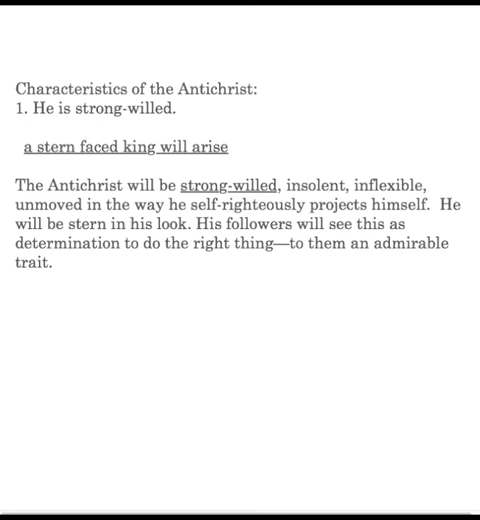 Characteristics of the Antichrist:
1. He is strong-willed.
a stern faced king will arise
The Antichrist will be strong-willed, insolent, inflexible,
unmoved in the way he self-righteously projects himself.  He
will be stern in his look. His followers will see this as
determination to do the right thing—to them an admirable
trait.